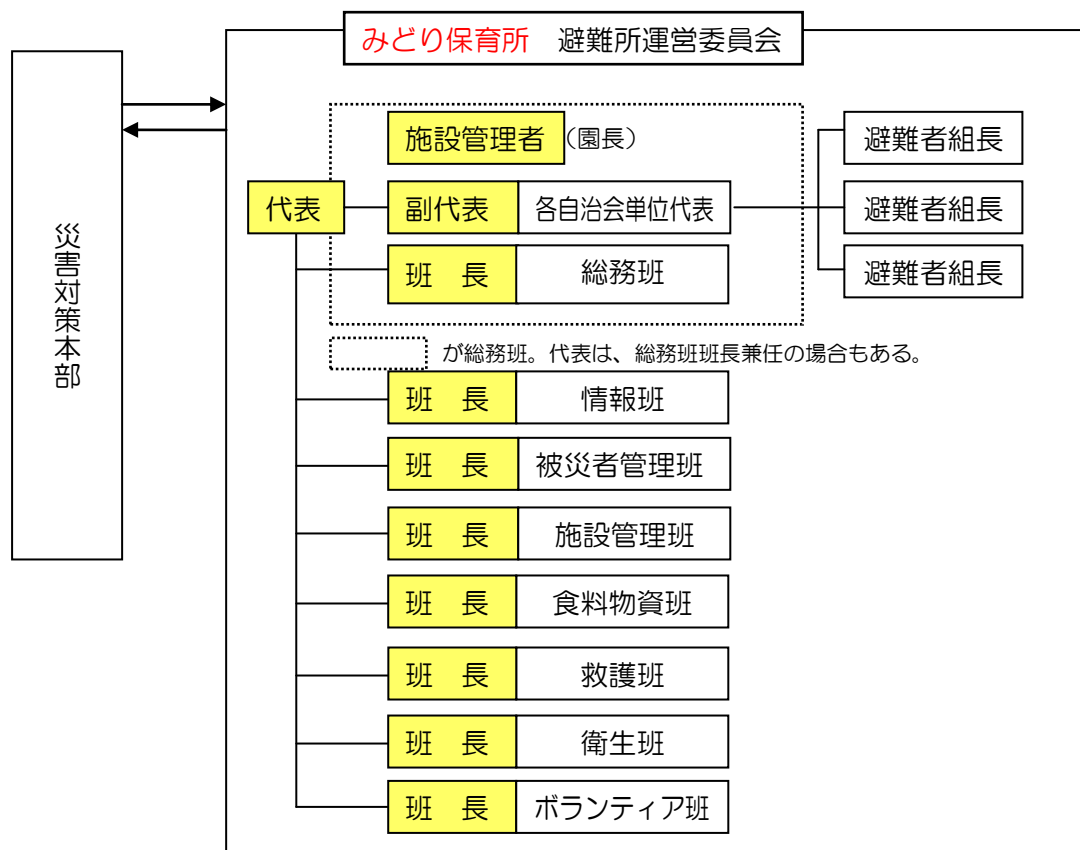 みどり保育所　避難所運営委員会
災害対策本部
施設管理者（園長）
避難者組長
代表
副代表　各自治会単位代表
避難者組長
班　長　総務班
避難者組長
が総務班。代表は、総務班班長兼任の場合もある。
班　長　情報班
班　長　被災者管理班
班　長　施設管理班
班　長　食料物資班
班　長　救護班
班　長　衛生班
班　長　ボランティア班